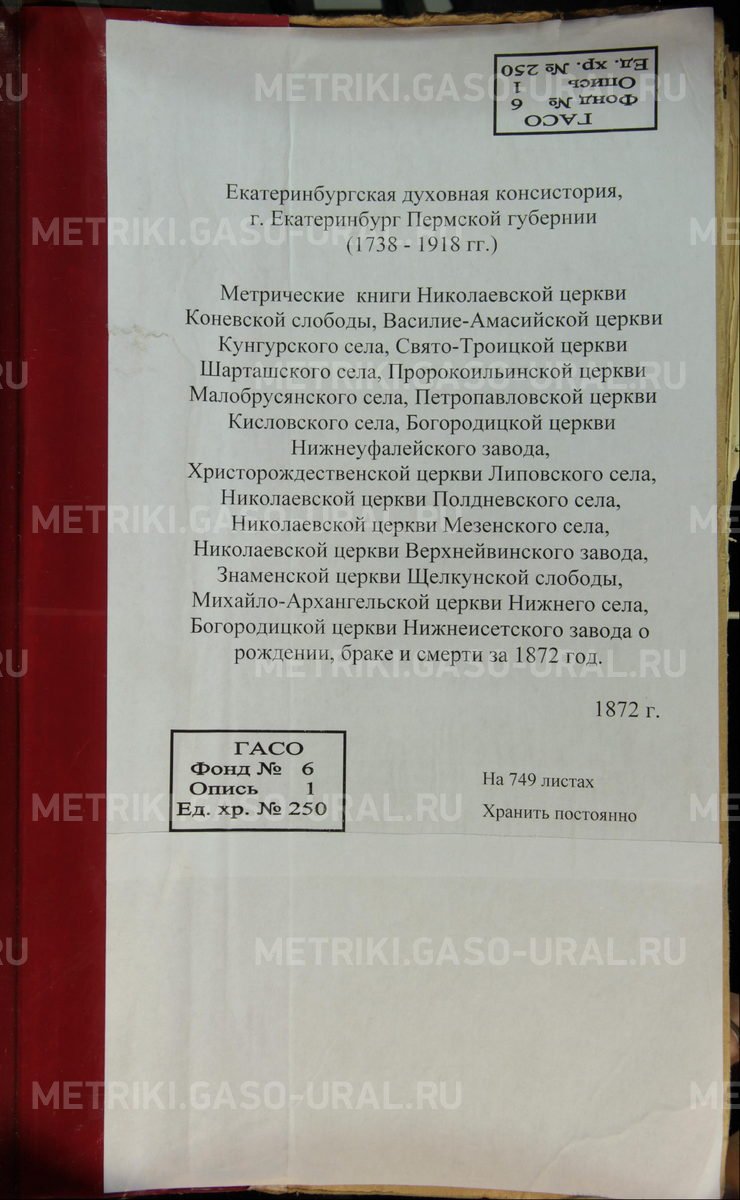 ГАСО
Фонд № 6
Опись 1
Ед. хр. № 250
Екатеринбургская духовная консистория,
г. Екатеринбург Пермской губернии
(1738 - 1918 гг.)
Метрические книги Николаевской церкви
Коневской слободы, Василие-Амасийской церкви
Кунгурского села, Свято-Троицкой церкви
Шарташского села, Пророкоильинской церкви
Малобрусянского села, Петропавловской церкви
Кисловского села, Богородицкой церкви
Нижнеуфалейского завода,
Христорождественской церкви Липовского села,
Николаевской церкви Полдневского села,
Николаевской церкви Мезенского села,
Николаевской церкви Верхнейвинского завода,
Знаменской церкви Щелкунской слободы,
Михайло-Архангельской церкви Нижнего села,
Богородицкой церкви Нижнеисетского завода о
рождении, браке и смерти за 1872 год.
1872 г.
ГАСО
Фонд № 6
Опись 1
Ед. хр. № 250
На 749 листах
Хранить постоянно
METRIKI.GASO-URAL.RU